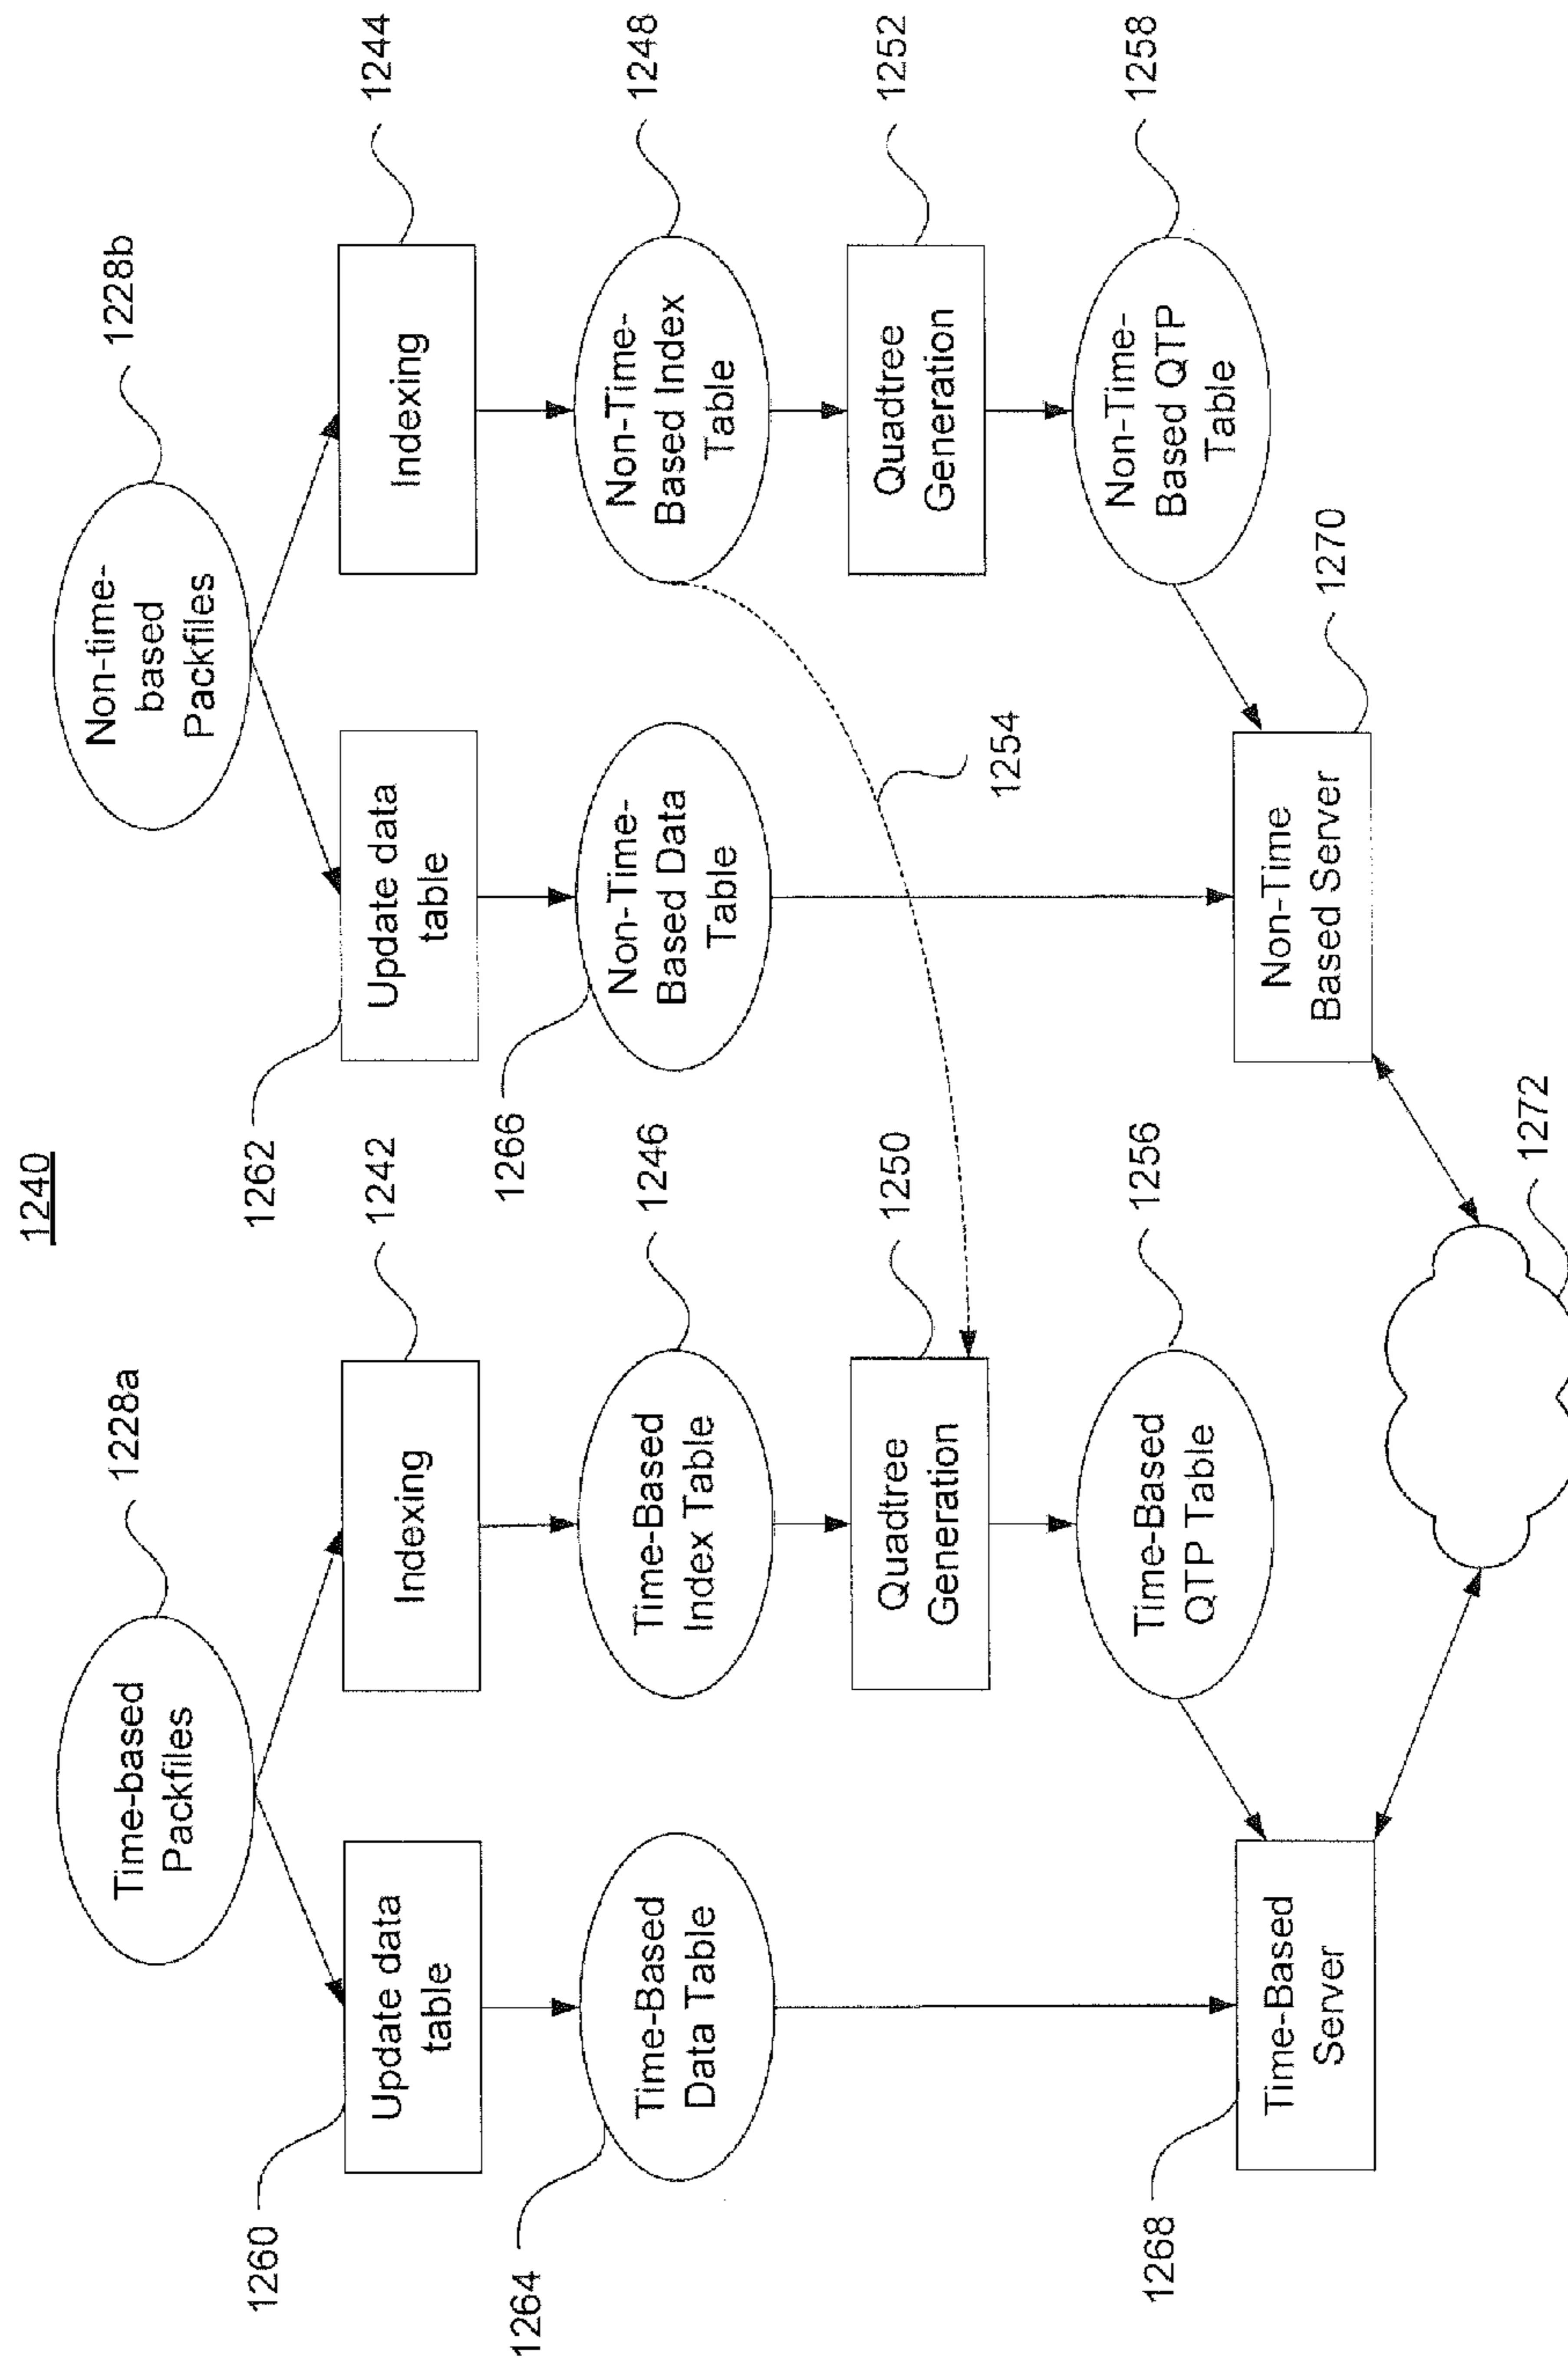 1240
Time-based
Packfiles
1228a
Non-time-
based
Packfiles
1228b
1260
Update data
table
Indexing
1242
1262
Update data
table
Indexing
1244
1264
Time-Based
Data Table
Time-Based
Index Table
1246
1266
Non-Time-
Based Data
Table
Non-Time-
Based Index
Table
1248
Quadtree
Generation
1250
1254
Quadtree
Generation
1252
Time-Based
QTP Table
1256
Non-Time-
Based QTP
Table
1258
1268
Time-Based
Server
Non-Time
Based Server
1270
1272